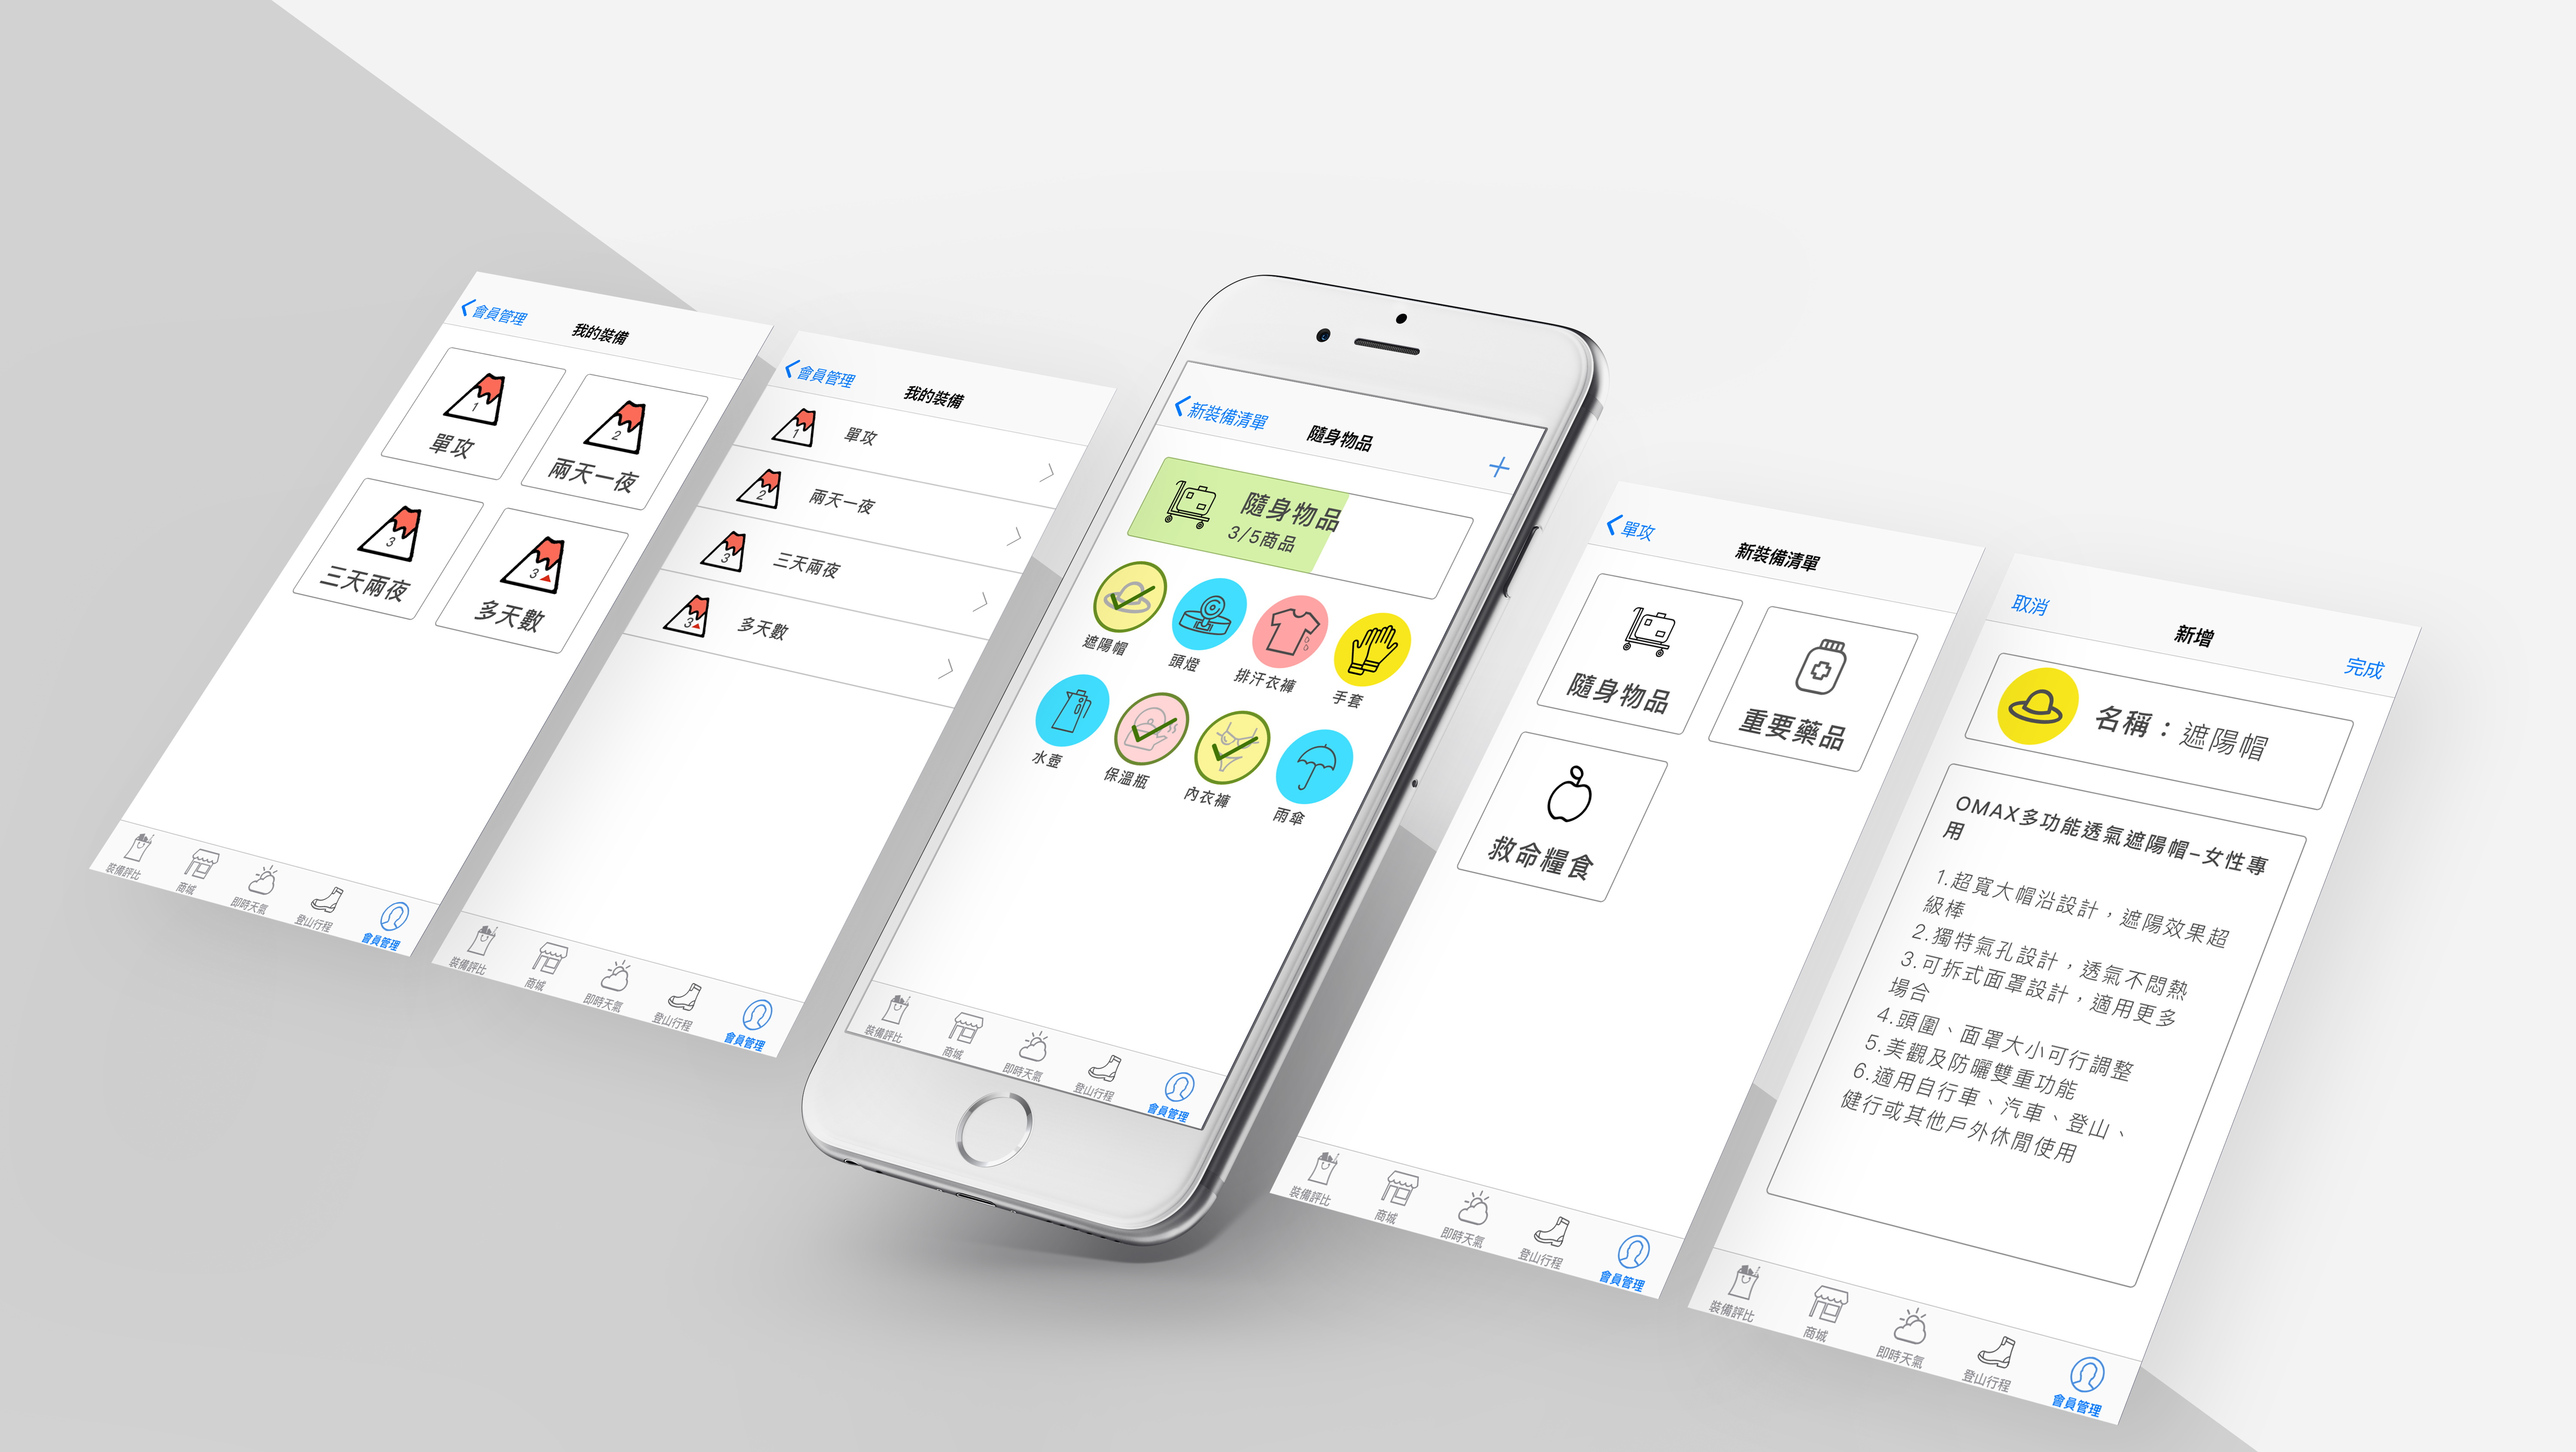 會員管理
我的裝備
1
單攻
2
兩天一夜
3
三天兩夜
3
多天數
裝備評比
商城
即時天氣
登山行程
會員管理
會員管理
我的裝備
1
單攻
2
兩天一夜
3
三天兩夜
3
多天數
裝備評比
商城
即時天氣
登山行程
會員管理
新裝備清單
隨身物品
+
隨身物品
3/5商品
遮陽帽
頭燈
排汗衣褲
手套
水壺
保溫瓶
內衣褲
雨傘
裝備評比
商城
即時天氣
登山行程
會員管理
單攻
新裝備清單
隨身物品
重要藥品
救命糧食
裝備評比
商城
即時天氣
登山行程
會員管理
取消
新增
完成
名稱：遮陽帽
OMAX多功能透氣遮陽帽-女性專
用
1.超寬大帽沿設計，遮陽效果超
級棒
2.獨特氣孔設計，透氣不悶熱
3.可拆式面罩設計，適用更多
場合
4.頭圍、面罩大小可行調整
5.美觀及防曬雙重功能
6.適用自行車、汽車、登山、
健行或其他戶外休閒使用
裝備評比
商城
即時天氣
登山行程
會員管理